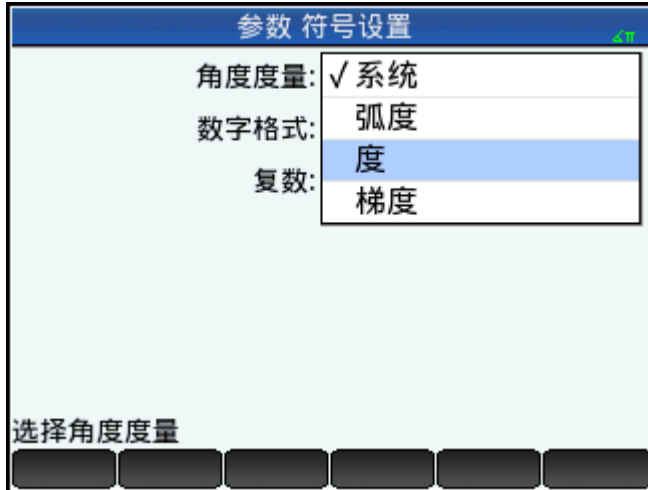 参数 符号设置
∡π
角度度量: √系统
弧度
数字格式:
度
复数:
梯度
选择角度度量